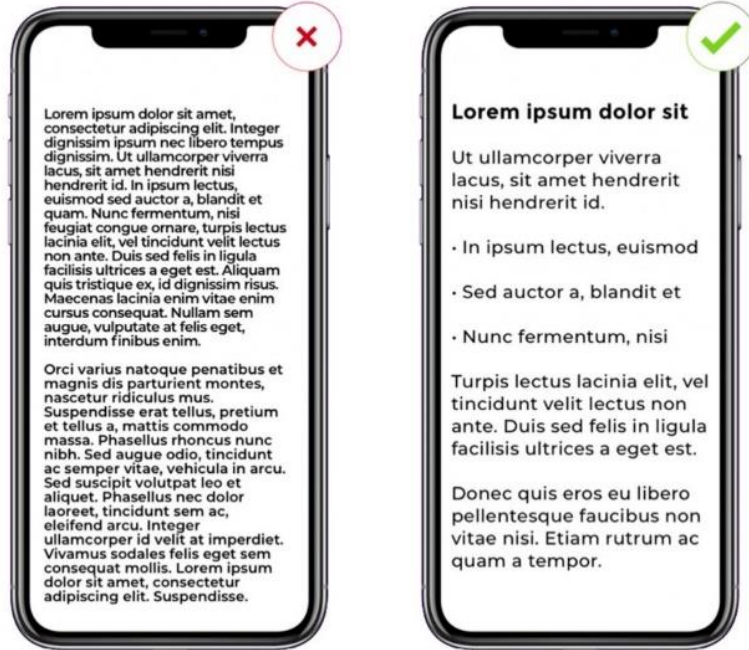 Lorem ipsum dolor sit amet,
consectetur adipiscing elit. Integer
dignissim ipsum nec libero tempus
dignissim. Ut ullamcorper viverra
lacus, sit amet hendrerit nisi
hendrerit id. In ipsum lectus,
euismod sed auctor a, blandit et
quam. Nunc fermentum, nisi
feugiat congue ornare, turpis lectus
lacinia elit, vel tincidunt velit lectus
non ante. Duis sed felis in ligula
facilisis ultrices a eget est. Aliquam
quis tristique ex, id dignissim risus.
Maecenas lacinia enim vitae enim
cursus consequat. Nullam sem
augue, vulputate at felis eget,
interdum finibus enim.
Orci varius natoque penatibus et
magnis dis parturient montes,
nascetur ridiculus mus.
Suspendisse erat tellus, pretium
et tellus a, mattis commodo
massa. Phasellus rhoncus nunc
nibh. Sed augue odio, tincidunt
ac semper vitae, vehicula in arcu.
Sed suscipit volutpat leo et
aliquet. Phasellus nec dolor
laoreet, tincidunt sem ac,
eleifend arcu. Integer
ullamcorper id velit at imperdiet.
Vivamus sodales felis eget sem
consequat mollis. Lorem ipsum
dolor sit amet, consectetur
adipiscing elit. Suspendisse.
Lorem ipsum dolor sit
Ut ullamcorper viverra
lacus, sit amet hendrerit
nisi hendrerit id.
• In ipsum lectus, euismod
• Sed auctor a, blandit et
• Nunc fermentum, nisi
Turpis lectus lacinia elit, vel
tincidunt velit lectus non
ante. Duis sed felis in ligula
facilisis ultrices a eget est.
Donec quis eros eu libero
pellentesque faucibus non
vitae nisi. Etiam rutrum ac
quam a tempor.